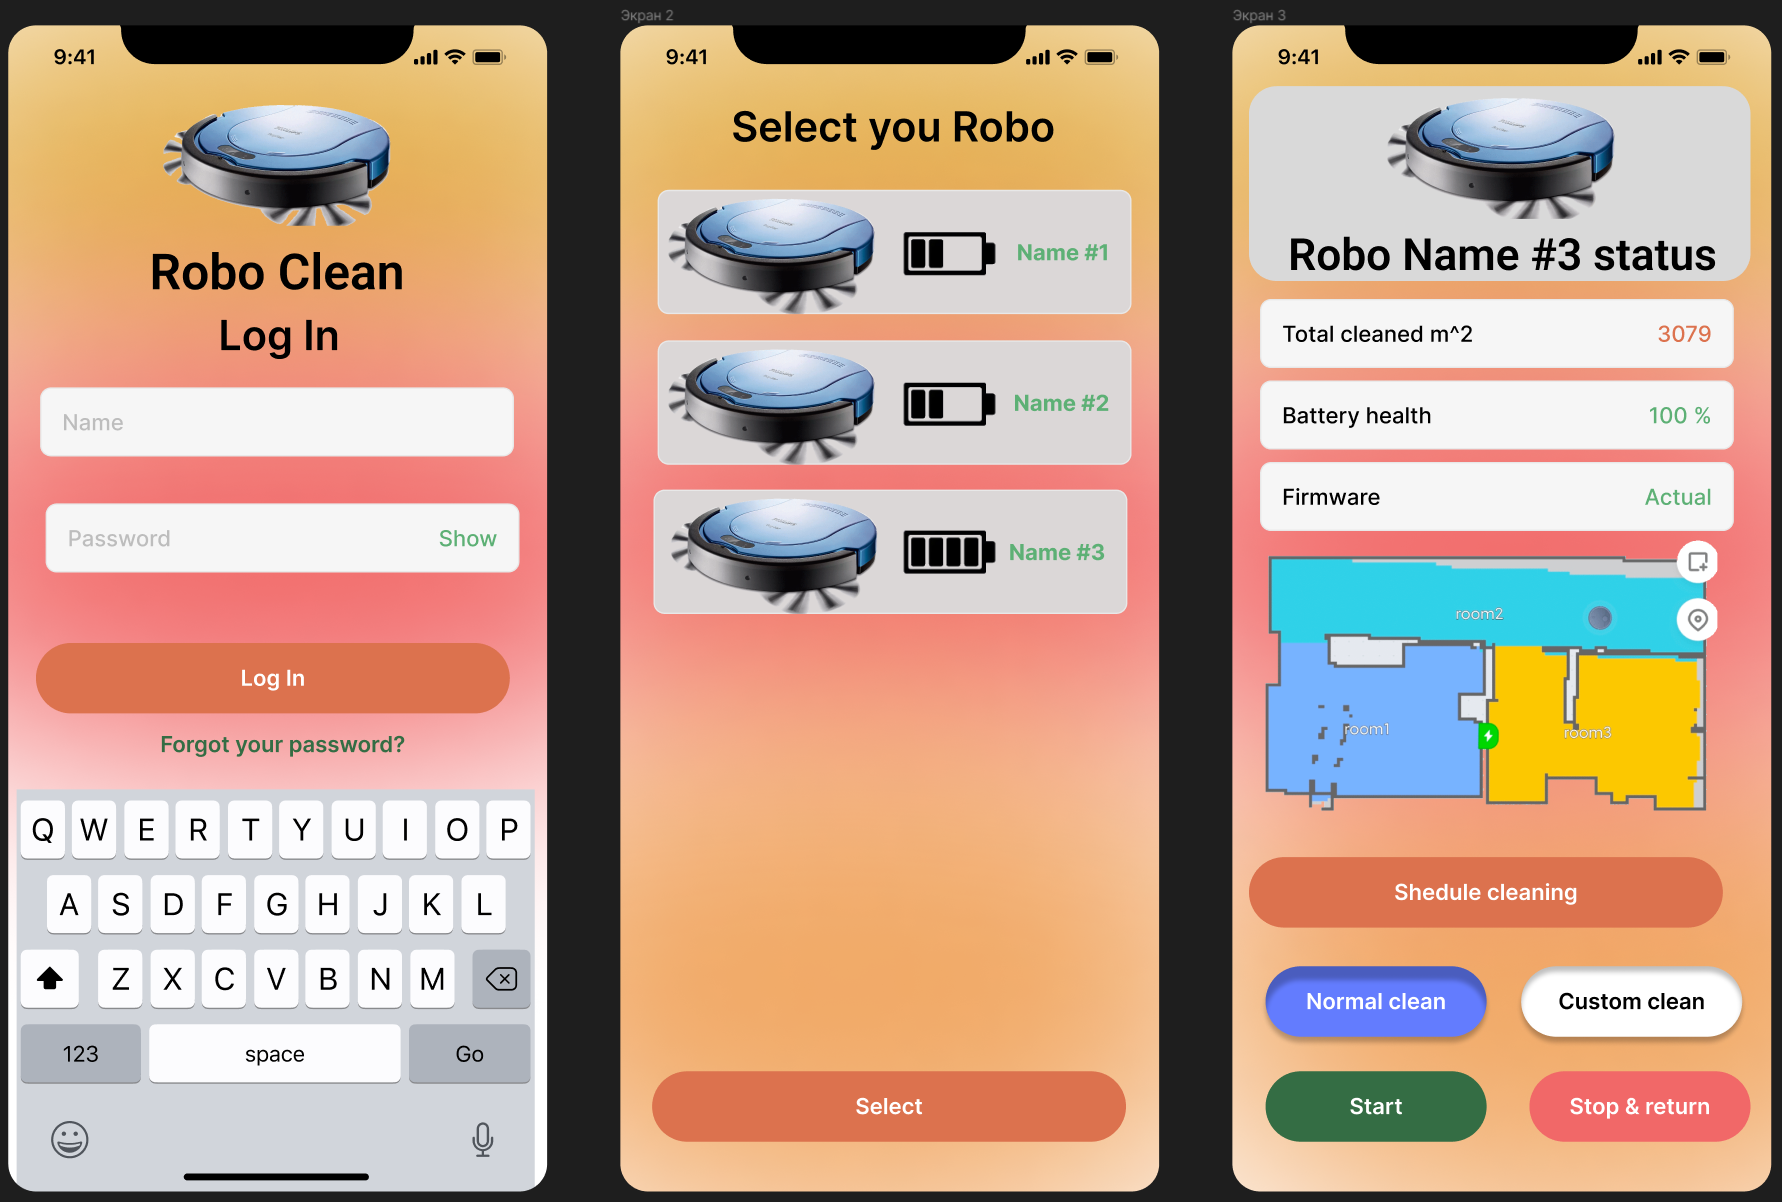 Экран 2
Экран 3
9:41
Robo Clean
Log In
Name
Password
Show
Log In
Forgot your password?
Q W E R T Y U I O P
A S D F G H J K L
Z X C V B N M
123
space
Go
9:41
Select you Robo
Name #1
Name #2
Name #3
Select
9:41
Robo Name #3 status
Total cleaned m^2
3079
Battery health
100 %
Firmware
Actual
room2
room1
room3
Shedule cleaning
Normal clean
Custom clean
Start
Stop & return